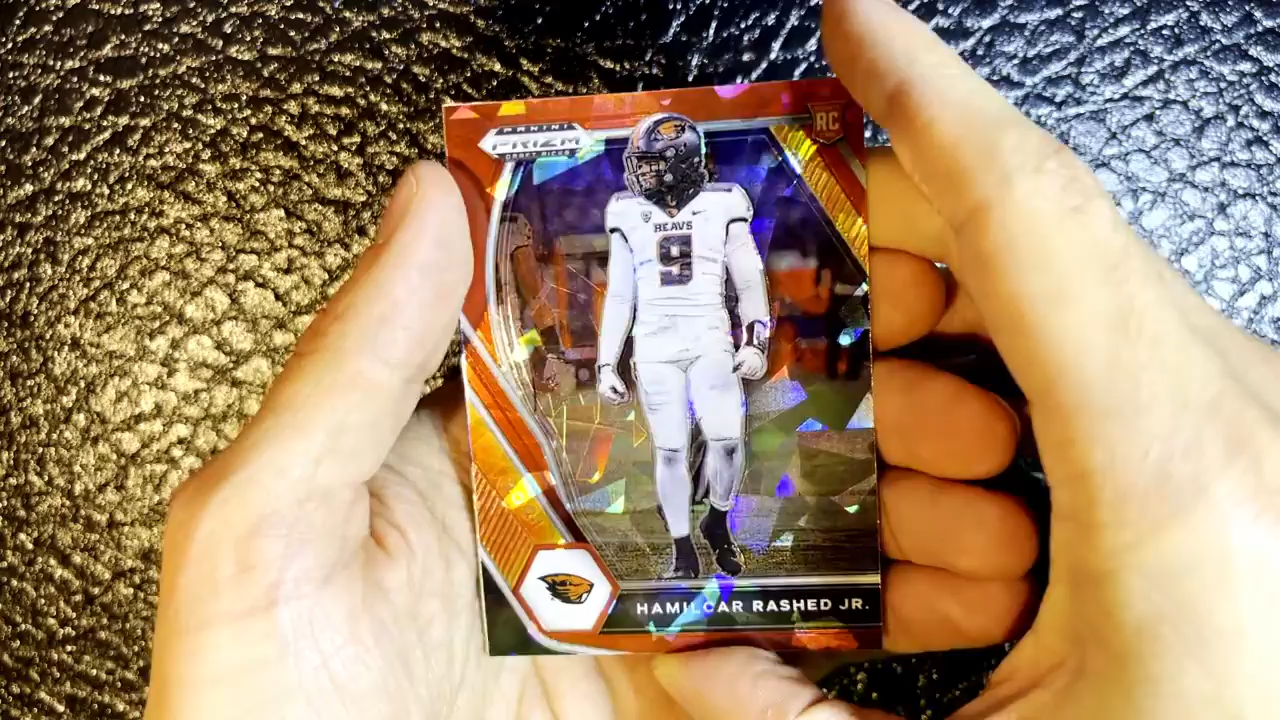 PANINI
PRIZM
DRAFT PICKS
RC
BEAVS
9
HAMILCAR RASHED JR.